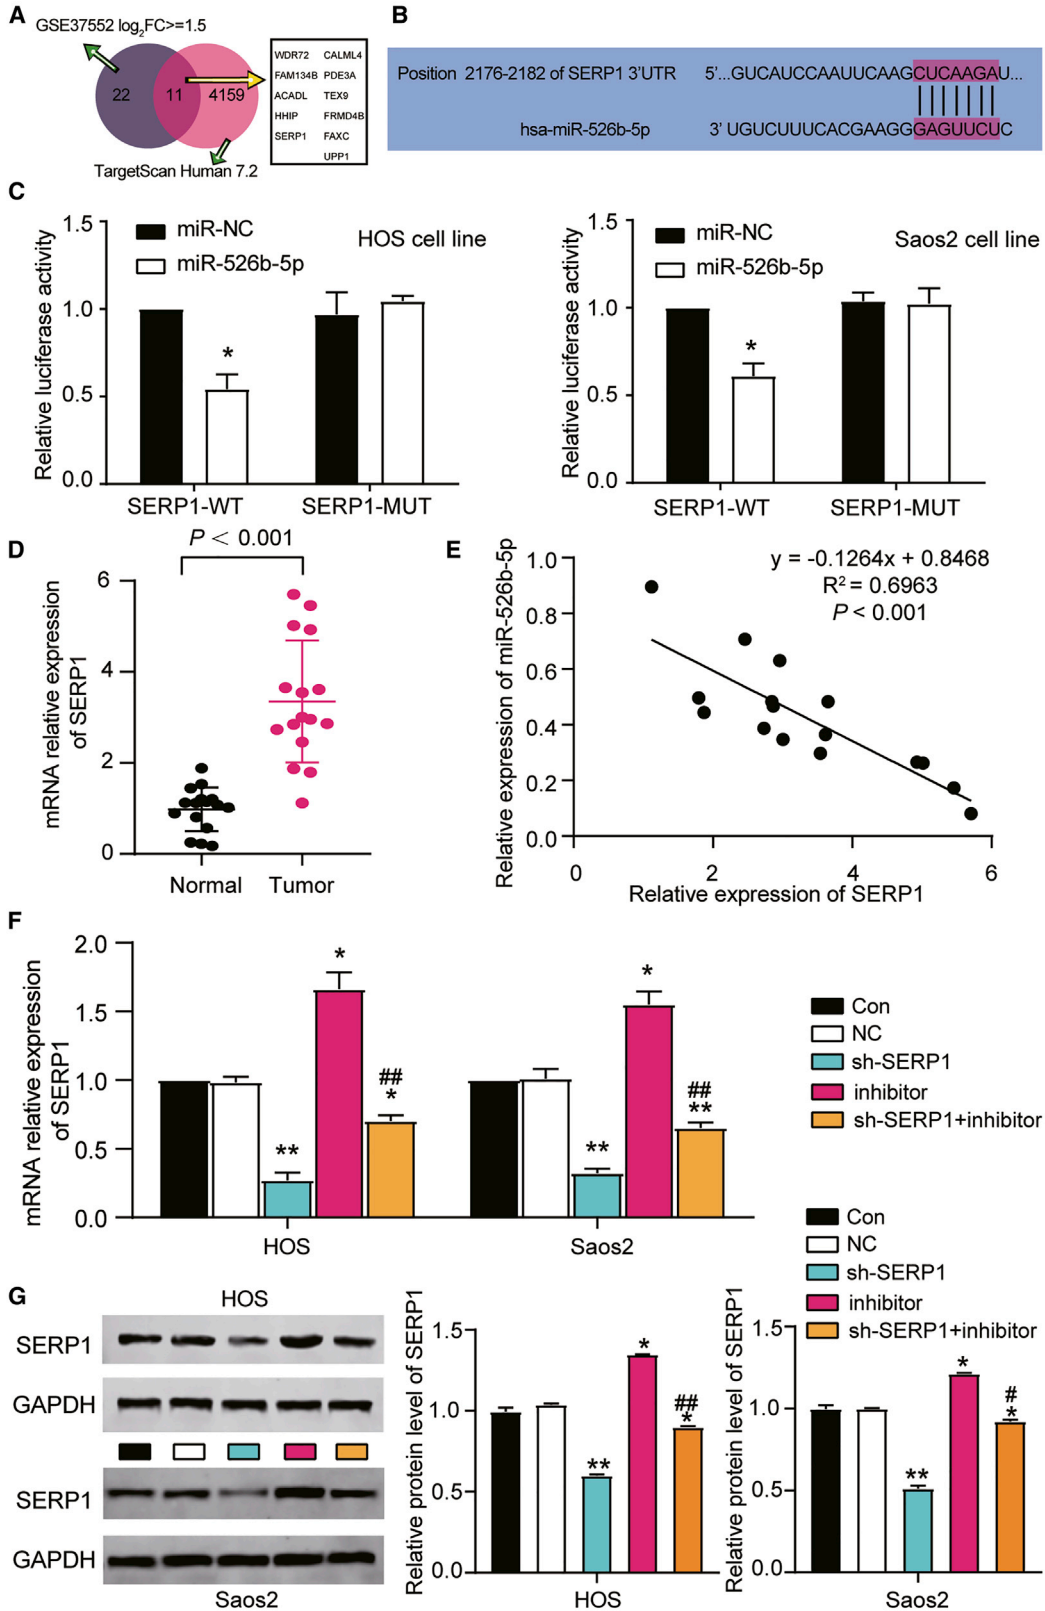 A
GSE37552 log2FC>=1.5
22 11 4159
TargetScan Human 7.2
WDR72 CALML4
FAM134B PDE3A
ACADL TEX9
HHIP FRMD4B
SERP1 FAXC
UPP1
B
Position 2176-2182 of SERP1 3'UTR 5'...GUCAUCCAAUUCAAGCUCAAGAU...
hsa-miR-526b-5p 3' UGUCUUUCACGAAGGGAGUUCUC
C
Relative luciferase activity
1.5
1.0
0.5
0.0
miR-NC
miR-526b-5p
HOS cell line
*
SERP1-WT SERP1-MUT
Relative luciferase activity
1.5
1.0
0.5
0.0
miR-NC
miR-526b-5p
Saos2 cell line
*
SERP1-WT SERP1-MUT
D
P < 0.001
mRNA relative expression
of SERP1
6
4
2
0
Normal Tumor
E
Relative expression of miR-526b-5p
1.0
0.8
0.6
0.4
0.2
0.0
y = -0.1264x + 0.8468
R2 = 0.6963
P < 0.001
0 2 4 6
Relative expression of SERP1
F
mRNA relative expression
of SERP1
2.0
1.5
1.0
0.5
0.0
** * ## *
** * ## **
HOS Saos2
Con
NC
sh-SERP1
inhibitor
sh-SERP1+inhibitor
G
HOS
SERP1
GAPDH
SERP1
GAPDH
Saos2
Relative protein level of SERP1
1.5
1.0
0.5
0.0
** * ## *
HOS
Con
NC
sh-SERP1
inhibitor
sh-SERP1+inhibitor
Relative protein level of SERP1
1.5
1.0
0.5
0.0
** * # *
Saos2